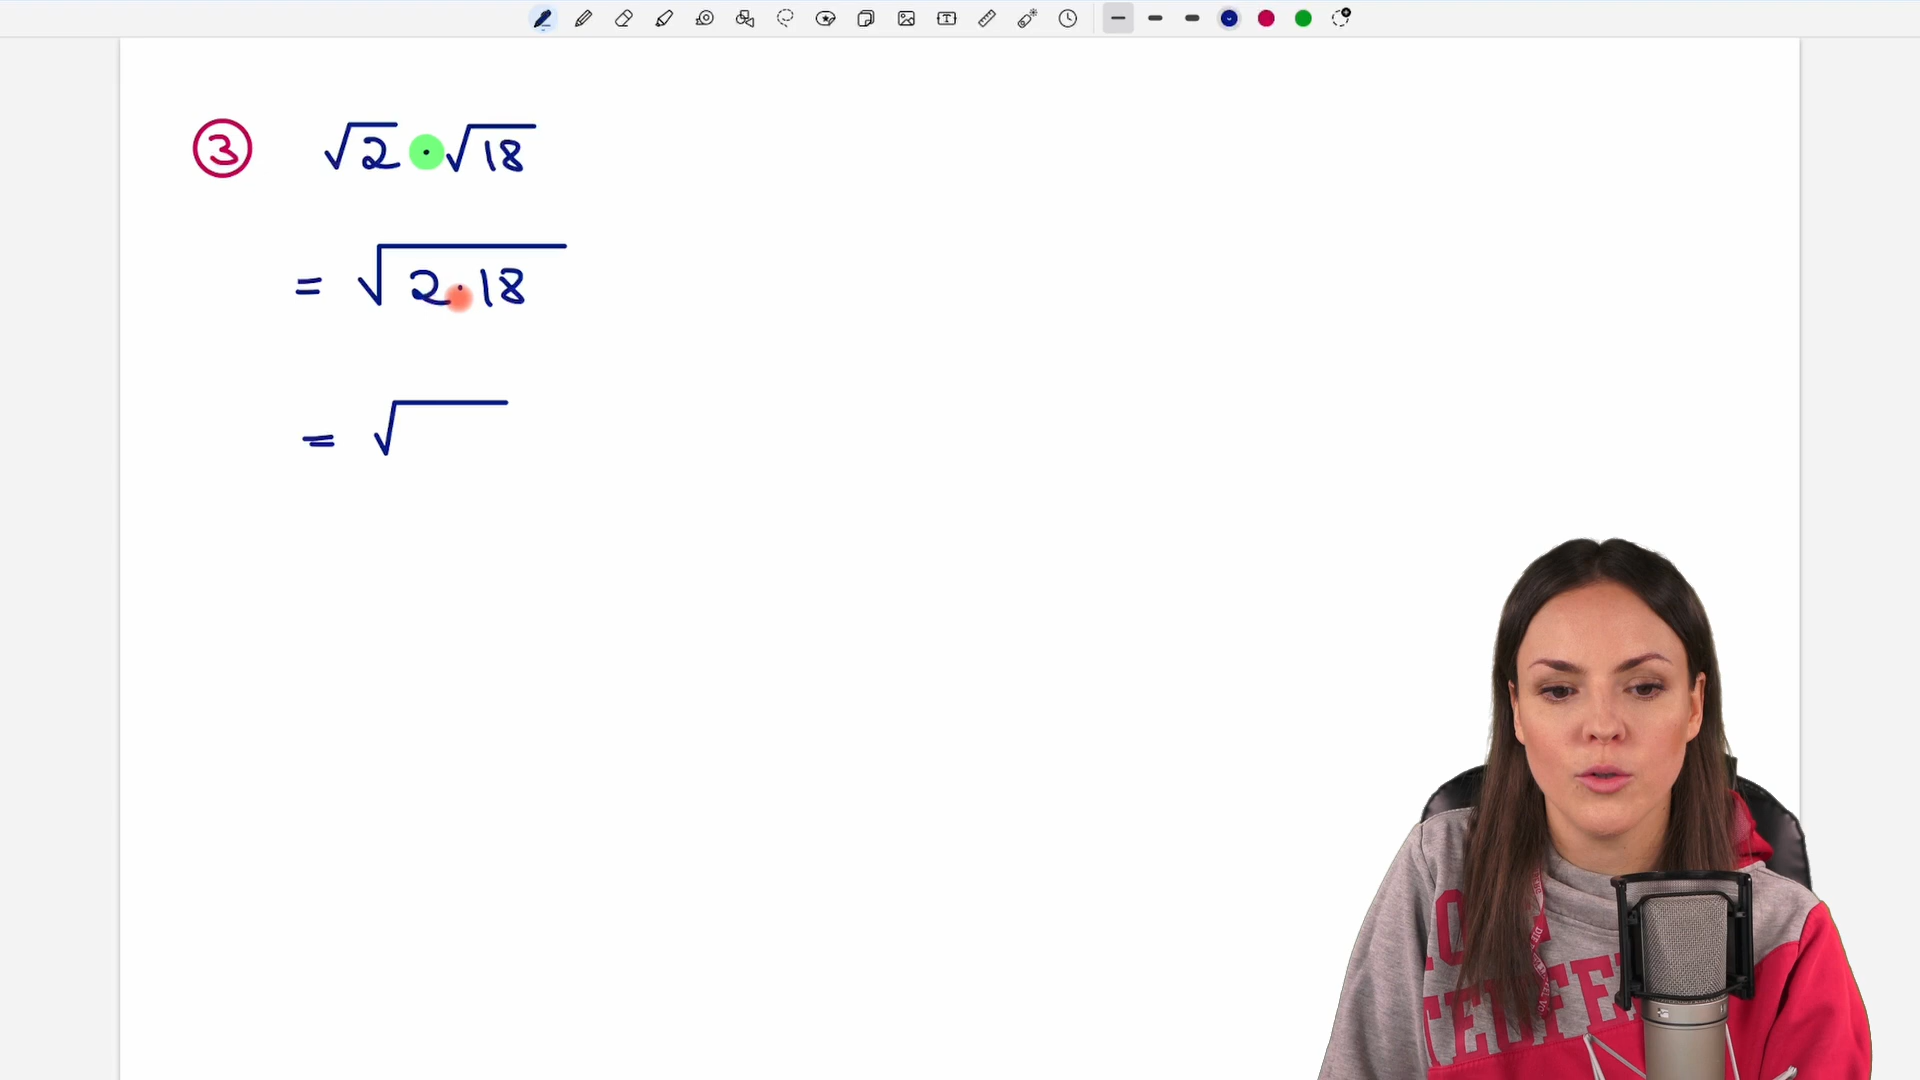 ③ √2 · √18
= √2·18
= √